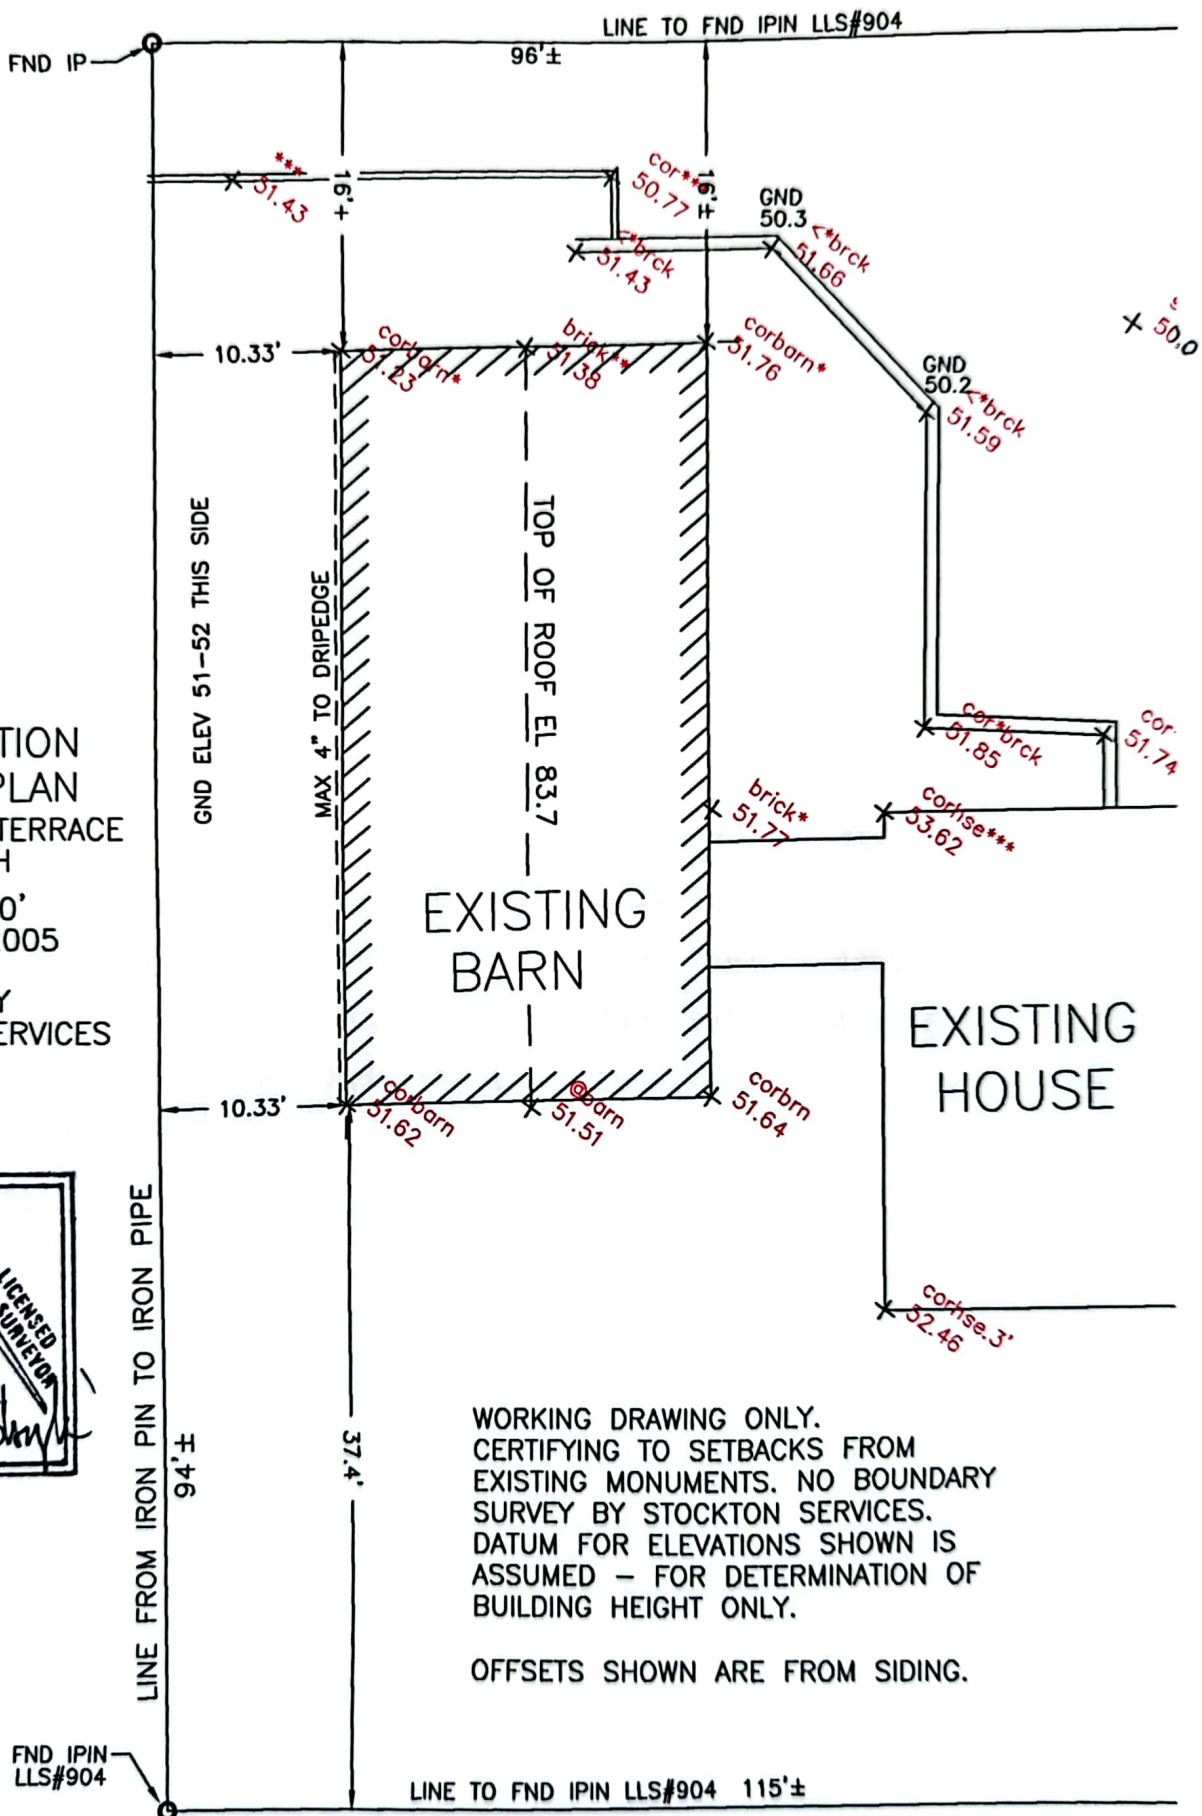 LINE TO FND IPIN LLS#904
96'±
FND IP
***
51.43
16'±
cor***
50.77
16'±
GND
50.3
<*brck
51.66
<*brck
51.43
50.0
10.33'
corbarn*
51.23
brick**
51.38
corbarn*
51.76
GND
50.2
<*brck
51.59
GND ELEV 51-52 THIS SIDE
MAX 4" TO DRIPEDGE
TOP OF ROOF EL 83.7
TION
PLAN
TERRACE
H
0'
005
Y
ERVICES
cor*brck
51.85
cor
51.74
brick*
51.77
corhse***
53.62
EXISTING
BARN
EXISTING
HOUSE
10.33'
corbarn
51.62
@barn
51.51
corbrn
51.64
LICENSED
SURVEYOR
corhse.3'
52.46
LINE FROM IRON PIN TO IRON PIPE
94'±
37.4'
WORKING DRAWING ONLY.
CERTIFYING TO SETBACKS FROM
EXISTING MONUMENTS. NO BOUNDARY
SURVEY BY STOCKTON SERVICES.
DATUM FOR ELEVATIONS SHOWN IS
ASSUMED – FOR DETERMINATION OF
BUILDING HEIGHT ONLY.
OFFSETS SHOWN ARE FROM SIDING.
FND IPIN
LLS#904
LINE TO FND IPIN LLS#904 115'±